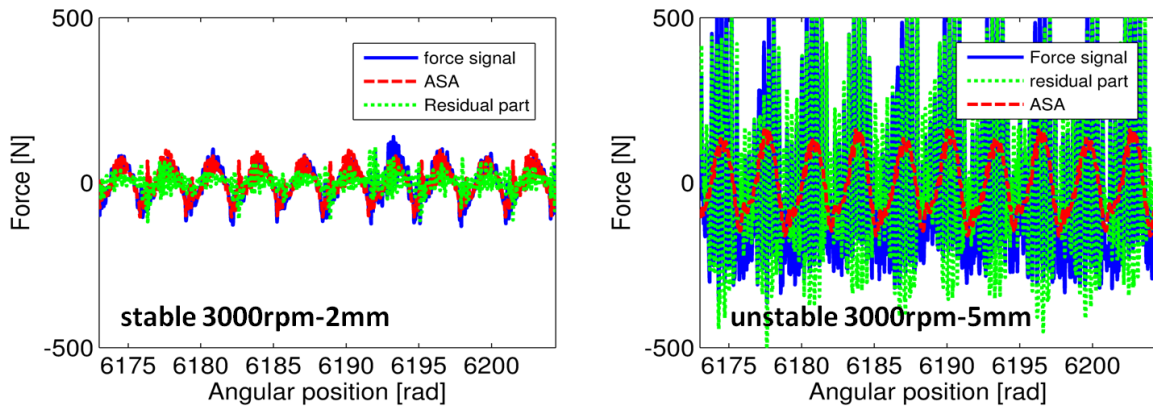 500
0
-500
Force [N]
force signal
ASA
Residual part
stable 3000rpm-2mm
6175 6180 6185 6190 6195 6200
Angular position [rad]
500
0
-500
Force [N]
Force signal
residual part
ASA
unstable 3000rpm-5mm
6175 6180 6185 6190 6195 6200
Angular position [rad]